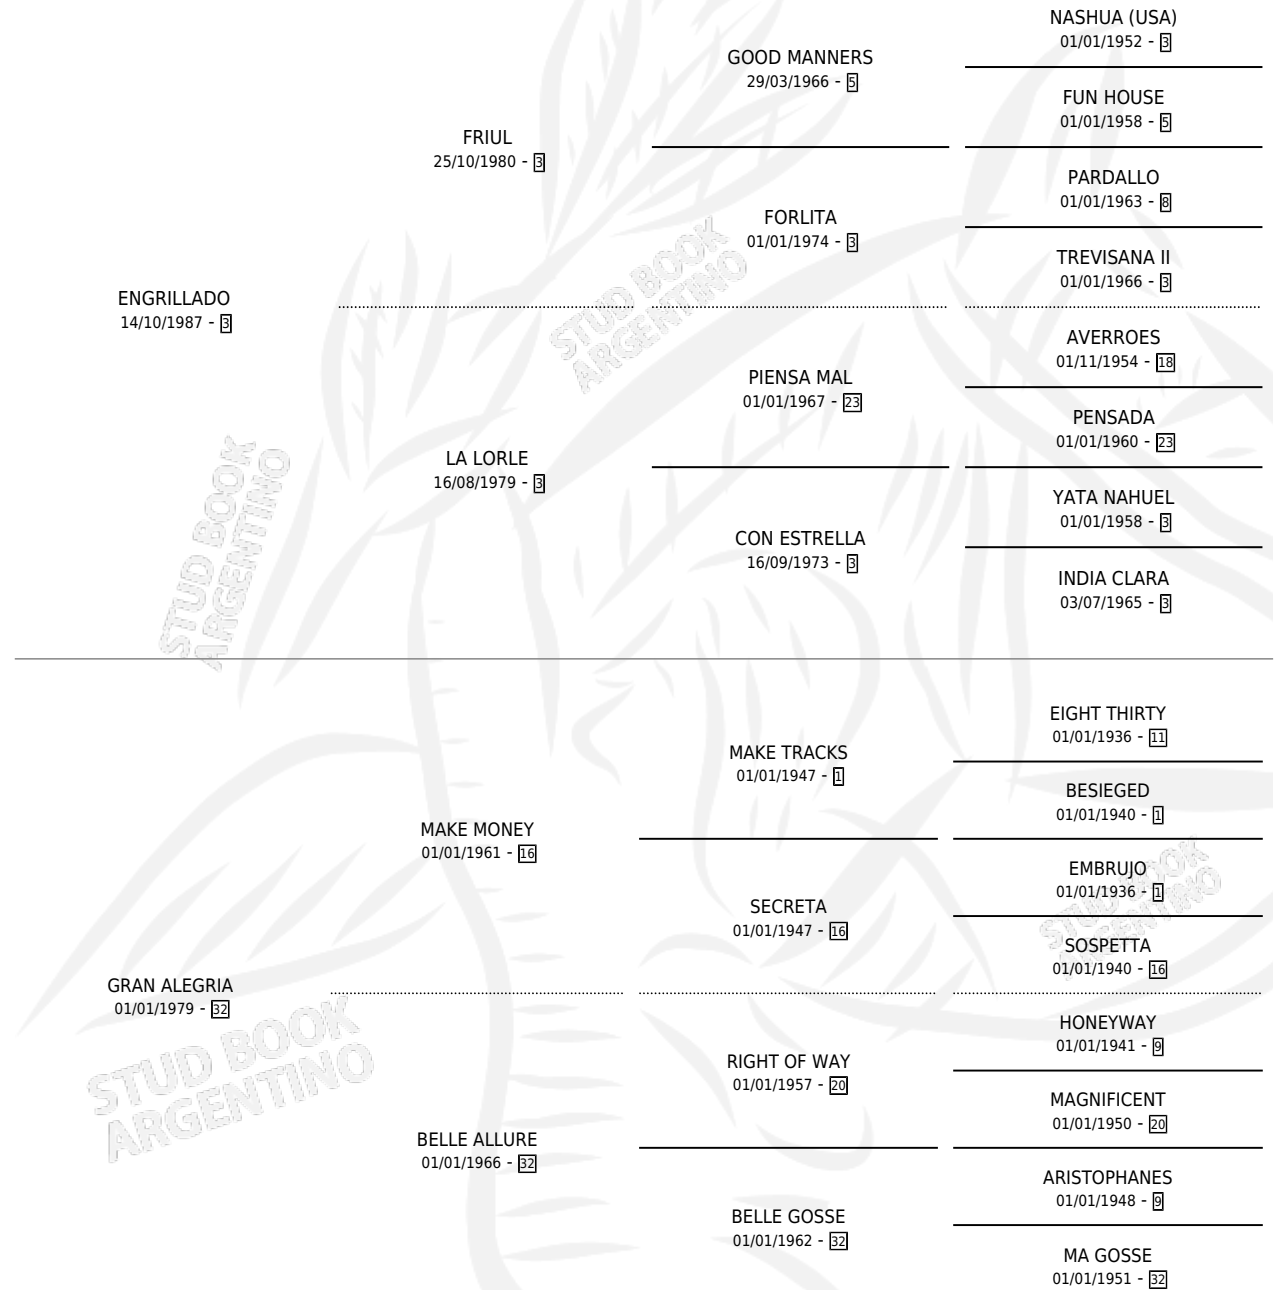 NASHUA (USA)
01/01/1952 - 3
GOOD MANNERS
29/03/1966 - 5
FUN HOUSE
01/01/1958 - 5
FRIUL
25/10/1980 - 3
PARDALLO
01/01/1963 - 8
FORLITA
01/01/1974 - 3
TREVISANA II
01/01/1966 - 3
ENGRILLADO
14/10/1987 - 3
AVERROES
01/11/1954 - 18
PIENSA MAL
01/01/1967 - 23
PENSADA
01/01/1960 - 23
LA LORLE
16/08/1979 - 3
YATA NAHUEL
01/01/1958 - 3
CON ESTRELLA
16/09/1973 - 3
INDIA CLARA
03/07/1965 - 3
EIGHT THIRTY
01/01/1936 - 11
MAKE TRACKS
01/01/1947 - 1
BESIEGED
01/01/1940 - 1
MAKE MONEY
01/01/1961 - 16
EMBRUJO
01/01/1936 - 1
SECRETA
01/01/1947 - 16
SOSPETTA
01/01/1940 - 16
GRAN ALEGRIA
01/01/1979 - 32
HONEYWAY
01/01/1941 - 9
RIGHT OF WAY
01/01/1957 - 20
MAGNIFICENT
01/01/1950 - 20
BELLE ALLURE
01/01/1966 - 32
ARISTOPHANES
01/01/1948 - 9
BELLE GOSSE
01/01/1962 - 32
MA GOSSE
01/01/1951 - 32
STUD BOOK
ARGENTINO
STUD BOOK
ARGENTINO
STUD BOOK
ARGENTINO
STUD BOOK
ARGENTINO